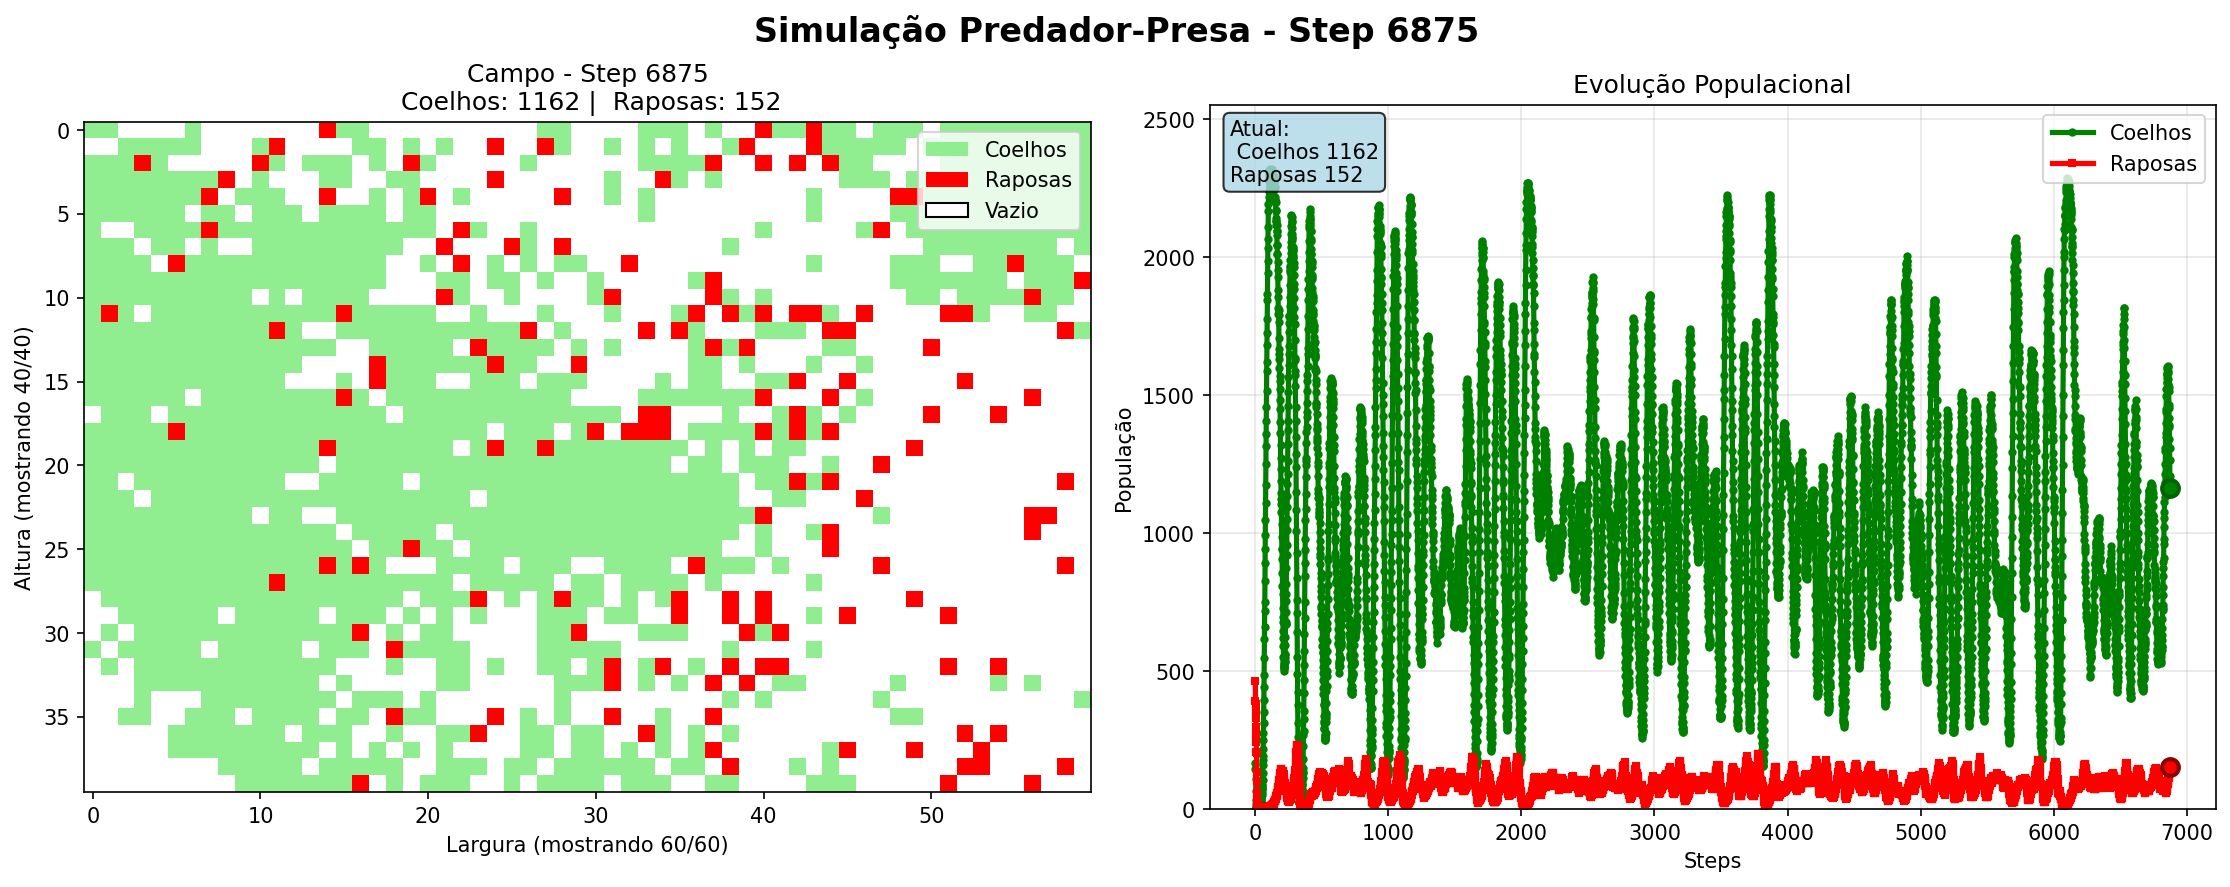 Simulação Predador-Presa - Step 6875
Campo - Step 6875
Coelhos: 1162 |  Raposas: 152
Coelhos
Raposas
Vazio
0
5
10
15
20
25
30
35
Altura (mostrando 40/40)
0
10
20
30
40
50
Largura (mostrando 60/60)
Evolução Populacional
Atual:
Coelhos 1162
Raposas 152
Coelhos
Raposas
2500
2000
1500
1000
500
0
População
0
1000
2000
3000
4000
5000
6000
7000
Steps